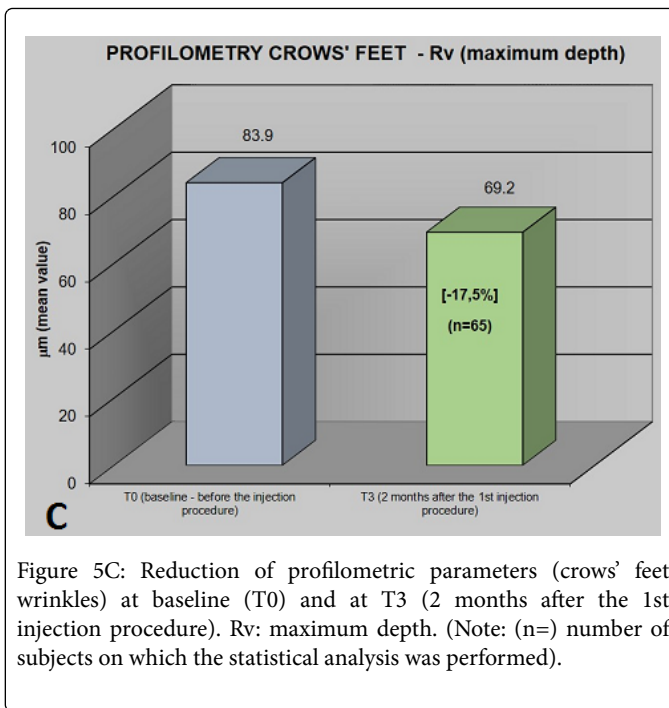 PROFILOMETRY CROWS' FEET - Rv (maximum depth)
83.9
69.2
100
80
60
40
20
0
µm (mean value)
[-17,5%]
(n=65)
T0 (baseline - before the injection
procedure)
T3 (2 months after the 1st injection
procedure)
C
Figure 5C: Reduction of profilometric parameters (crows’ feet
wrinkles) at baseline (T0) and at T3 (2 months after the 1st
injection procedure). Rv: maximum depth. (Note: (n=) number of
subjects on which the statistical analysis was performed).